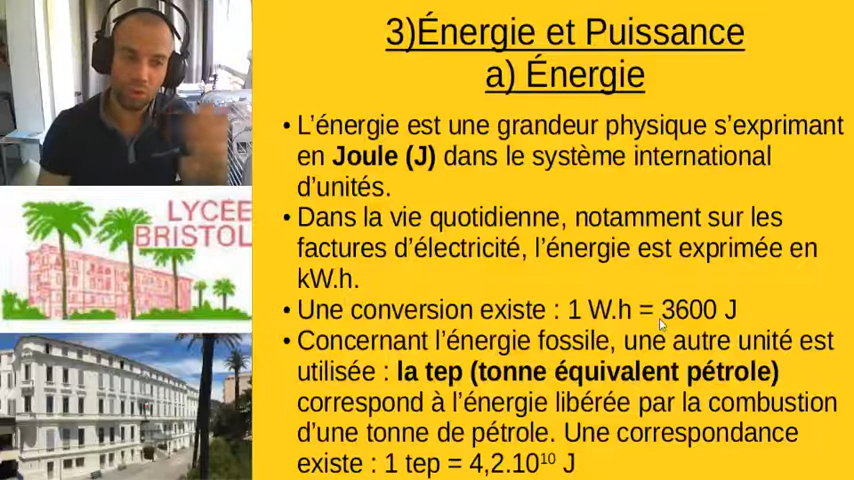 3)Énergie et Puissance
a) Énergie
• L’énergie est une grandeur physique s’exprimant
en Joule (J) dans le système international
d’unités.
• Dans la vie quotidienne, notamment sur les
factures d’électricité, l’énergie est exprimée en
kW.h.
• Une conversion existe : 1 W.h = 3600 J
• Concernant l’énergie fossile, une autre unité est
utilisée : la tep (tonne équivalent pétrole)
correspond à l’énergie libérée par la combustion
d’une tonne de pétrole. Une correspondance
existe : 1 tep = 4,2.10¹⁰ J
LYCÉE
BRISTOL